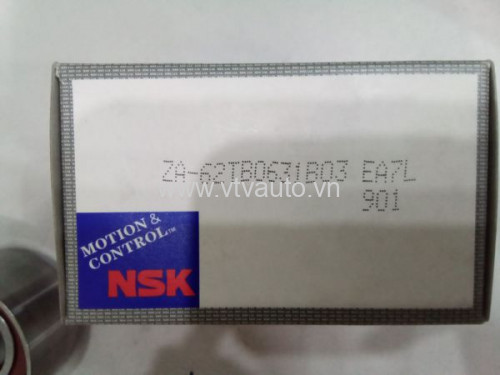 ZA-62TB0631B03 EA7L
901
www.vtvauto.vn
MOTION &
CONTROL™
NSK